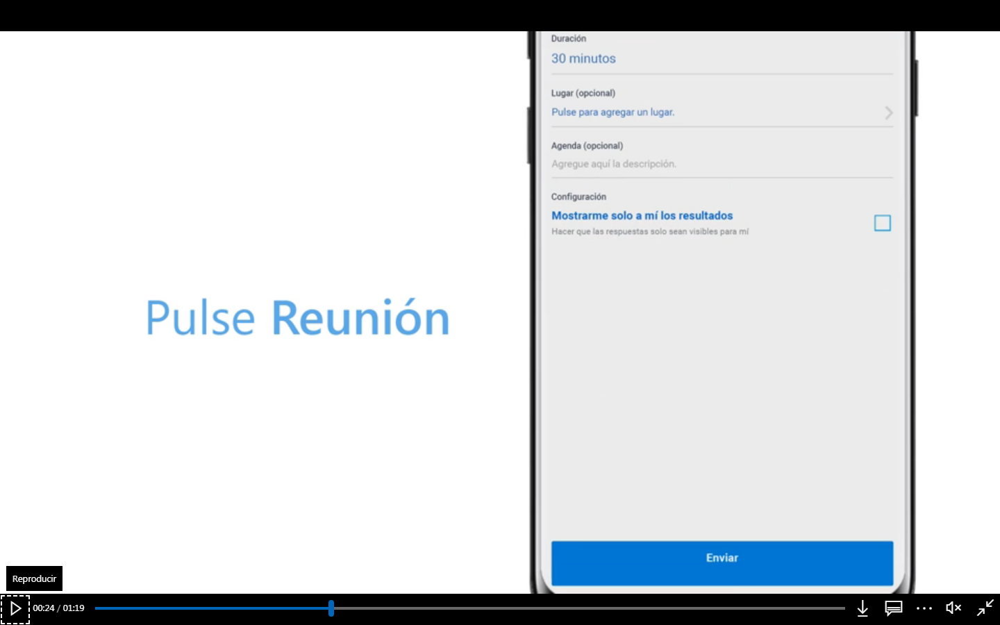 Duración
30 minutos
Lugar (opcional)
Pulse para agregar un lugar.
Agenda (opcional)
Agregue aquí la descripción.
Configuración
Mostrarme solo a mí los resultados
Hacer que las respuestas solo sean visibles para mí
Pulse Reunión
Enviar
Reproducir
00:24 / 01:19